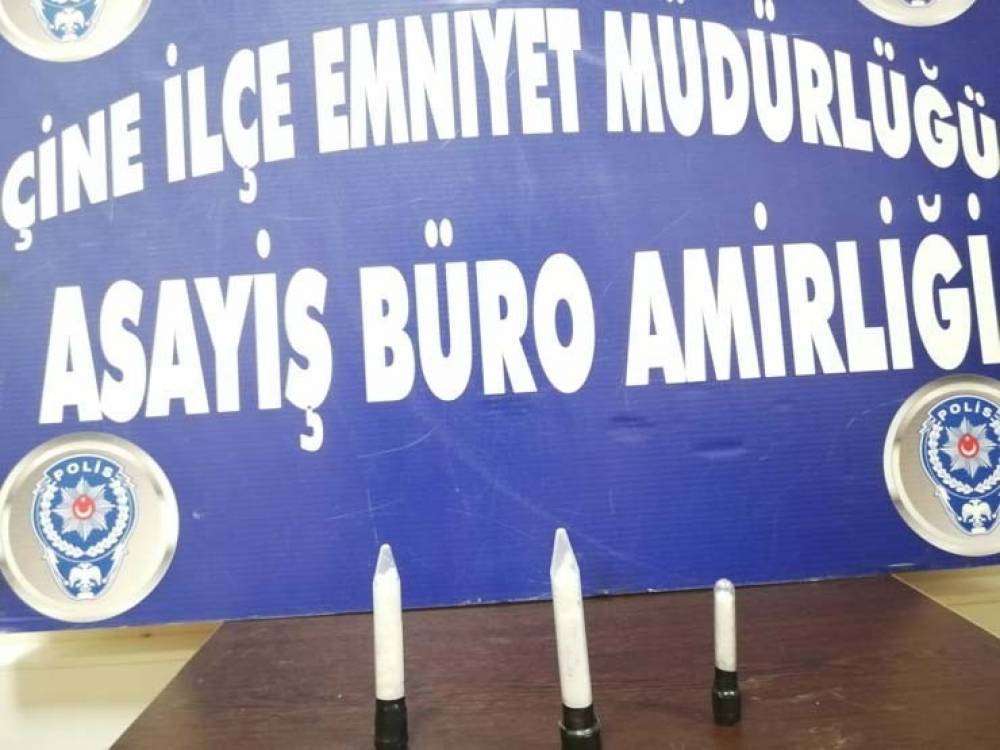 ÇİNE İLÇE EMNİYET MÜDÜRLÜĞÜ
ASAYİŞ BÜRO AMİRLİĞİ
POLİS
POLİS